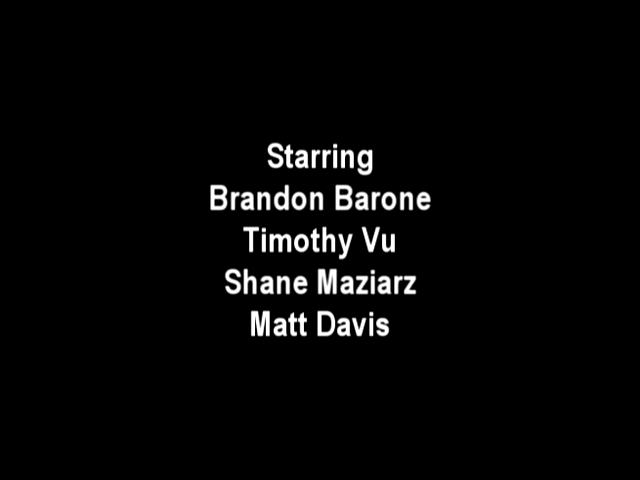 Starring
Brandon Barone
Timothy Vu
Shane Maziarz
Matt Davis